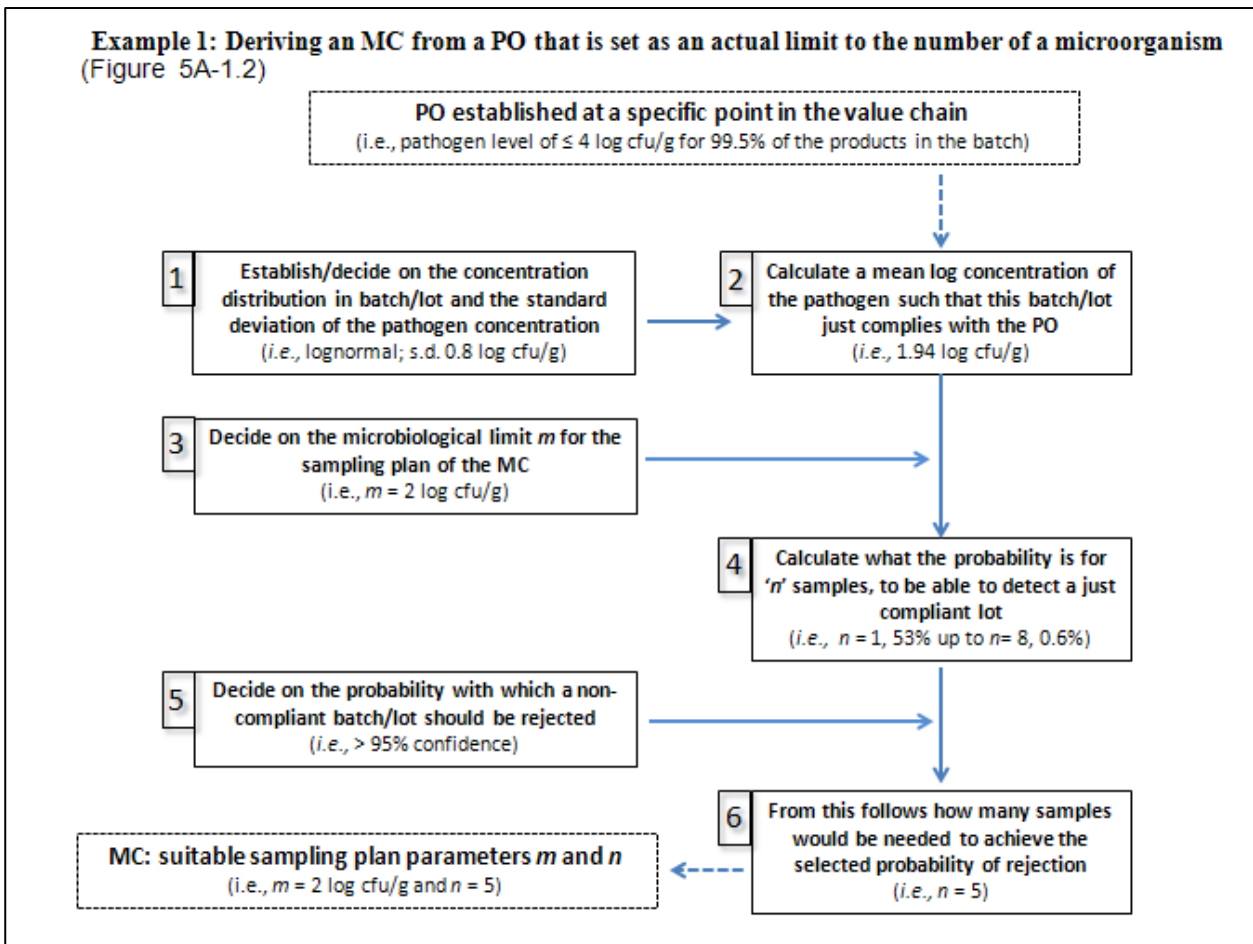 Example 1: Deriving an MC from a PO that is set as an actual limit to the number of a microorganism
(Figure 5A-1.2)
PO established at a specific point in the value chain
(i.e., pathogen level of ≤ 4 log cfu/g for 99.5% of the products in the batch)
1
Establish/decide on the concentration
distribution in batch/lot and the standard
deviation of the pathogen concentration
(i.e., lognormal; s.d. 0.8 log cfu/g)
2
Calculate a mean log concentration of
the pathogen such that this batch/lot
just complies with the PO
(i.e., 1.94 log cfu/g)
3
Decide on the microbiological limit m for the
sampling plan of the MC
(i.e., m = 2 log cfu/g)
4
Calculate what the probability is for
‘n’ samples, to be able to detect a just
compliant lot
(i.e., n = 1, 53% up to n= 8, 0.6%)
5
Decide on the probability with which a non-
compliant batch/lot should be rejected
(i.e., > 95% confidence)
6
From this follows how many samples
would be needed to achieve the
selected probability of rejection
(i.e., n = 5)
MC: suitable sampling plan parameters m and n
(i.e., m = 2 log cfu/g and n = 5)